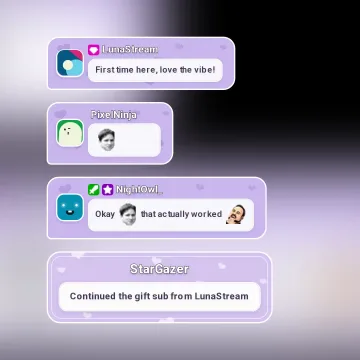 LunaStream
First time here, love the vibe!
PixelNinja
NightOwl..
Okay that actually worked
StarGazer
Continued the gift sub from LunaStream